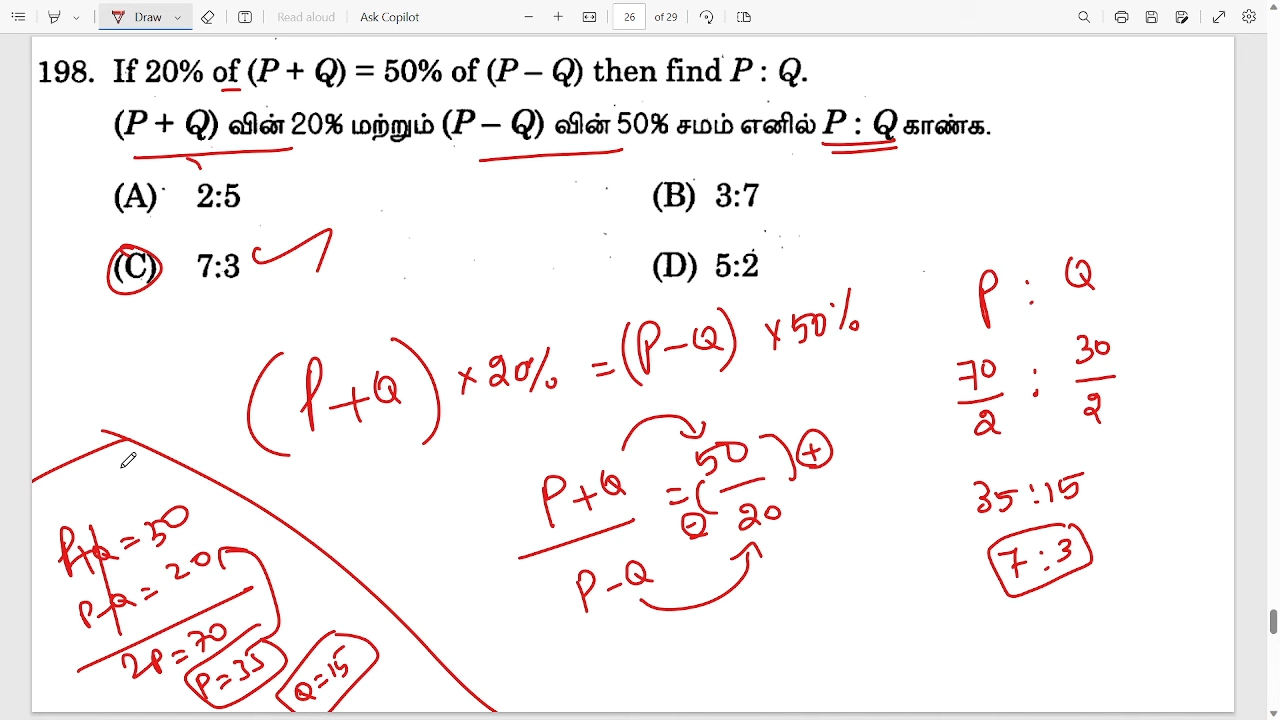 Draw
Read aloud
Ask Copilot
26
of 29
198. If 20% of (P + Q) = 50% of (P – Q) then find P : Q.
(P + Q) வின் 20% மற்றும் (P – Q) வின் 50% சமம் எனில் P : Q காண்க.
(A) 2:5
(B) 3:7
(C) 7:3
(D) 5:2
(P+Q) × 20% = (P–Q) × 50%
P+Q
P–Q
= (50
20) +
–
P : Q
70 : 30
2 2
35 : 15
7 : 3
P+Q = 50
P–Q = 20
2P = 70
P = 35
Q = 15